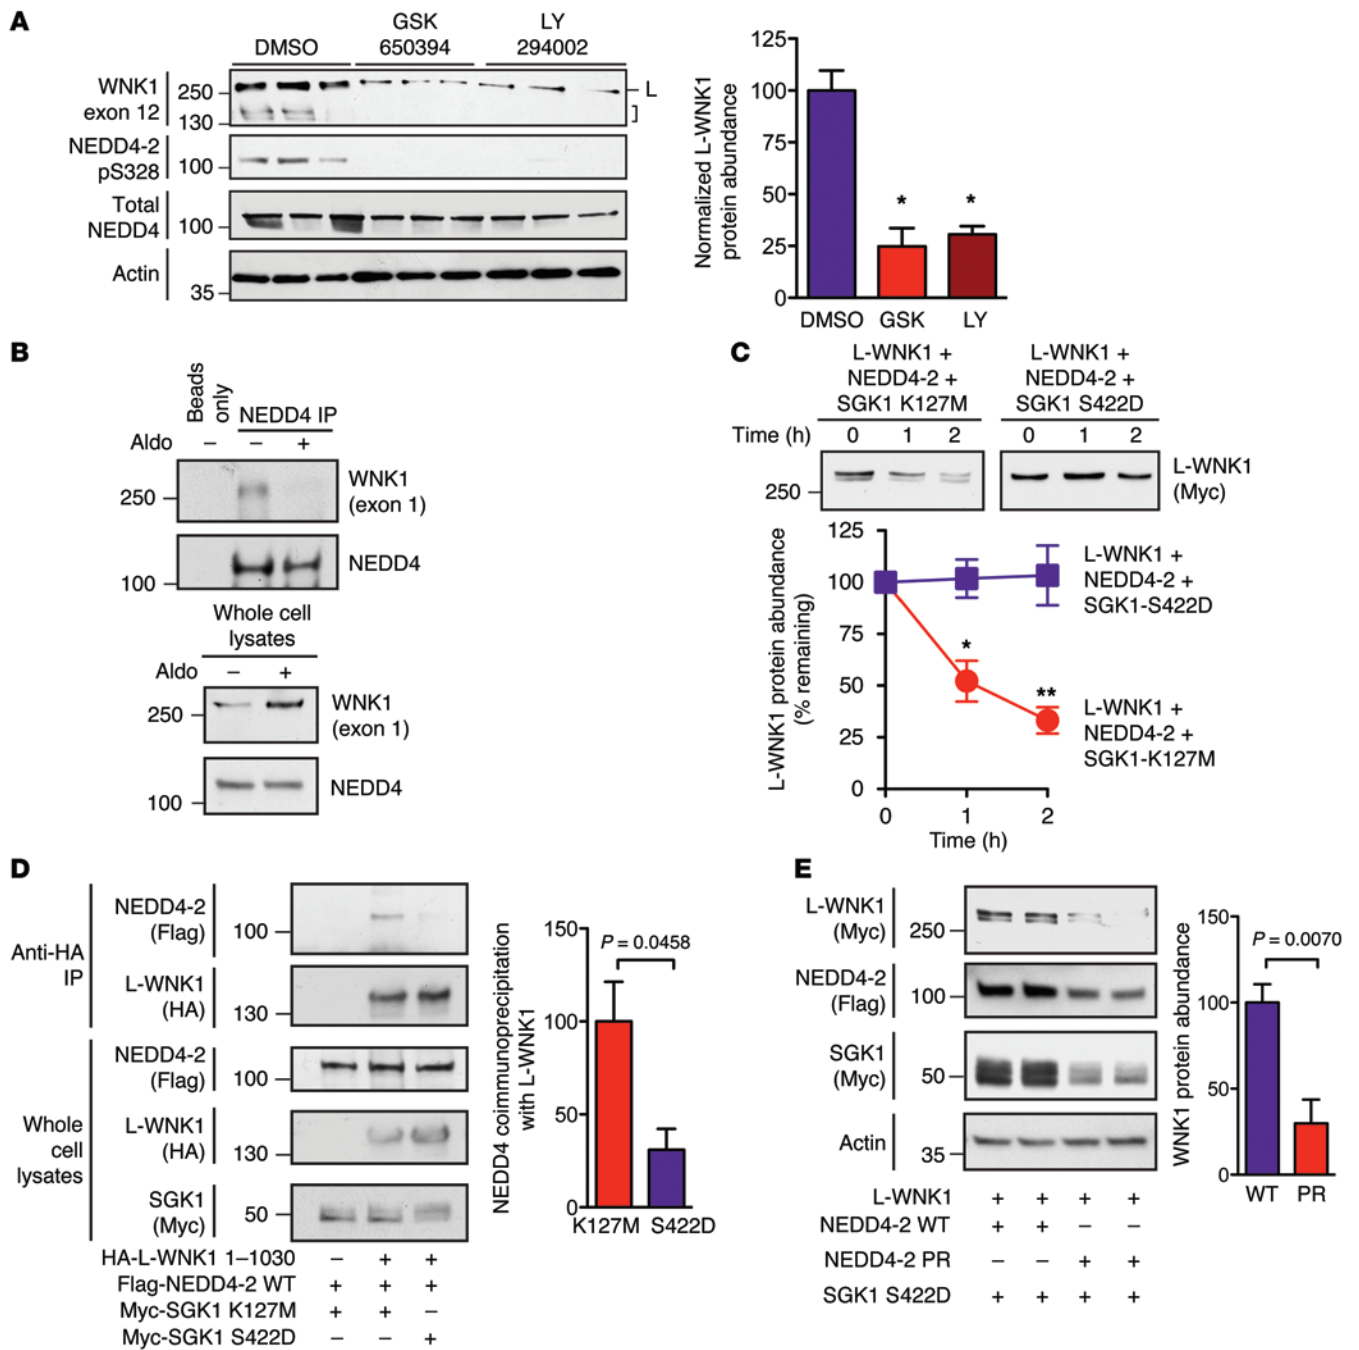 A
DMSO
GSK
650394
LY
294002
WNK1
exon 12
250
130
L
NEDD4-2
pS328
100
Total
NEDD4
100
Actin
35
Normalized L-WNK1
protein abundance
125
100
75
50
25
0
*
*
DMSO GSK LY
B
Beads
only
NEDD4 IP
Aldo – – +
250
WNK1
(exon 1)
100
NEDD4
Whole cell
lysates
Aldo – +
250
WNK1
(exon 1)
100
NEDD4
C
L-WNK1 +
NEDD4-2 +
SGK1 K127M
L-WNK1 +
NEDD4-2 +
SGK1 S422D
Time (h) 0 1 2 0 1 2
250
L-WNK1
(Myc)
L-WNK1 protein abundance
(% remaining)
125
100
75
50
25
0
*
**
L-WNK1 +
NEDD4-2 +
SGK1-S422D
L-WNK1 +
NEDD4-2 +
SGK1-K127M
0 1 2
Time (h)
D
Anti-HA
IP
NEDD4-2
(Flag)
100
L-WNK1
(HA)
130
Whole
cell
lysates
NEDD4-2
(Flag)
100
L-WNK1
(HA)
130
SGK1
(Myc)
50
HA-L-WNK1 1–1030 – + +
Flag-NEDD4-2 WT + + +
Myc-SGK1 K127M + + –
Myc-SGK1 S422D – – +
NEDD4 coimmunoprecipitation
with L-WNK1
150
100
50
0
P = 0.0458
K127M S422D
E
L-WNK1
(Myc)
250
NEDD4-2
(Flag)
100
SGK1
(Myc)
50
Actin
35
L-WNK1 + + + +
NEDD4-2 WT + + – –
NEDD4-2 PR – – + +
SGK1 S422D + + + +
WNK1 protein abundance
150
100
50
0
P = 0.0070
WT PR